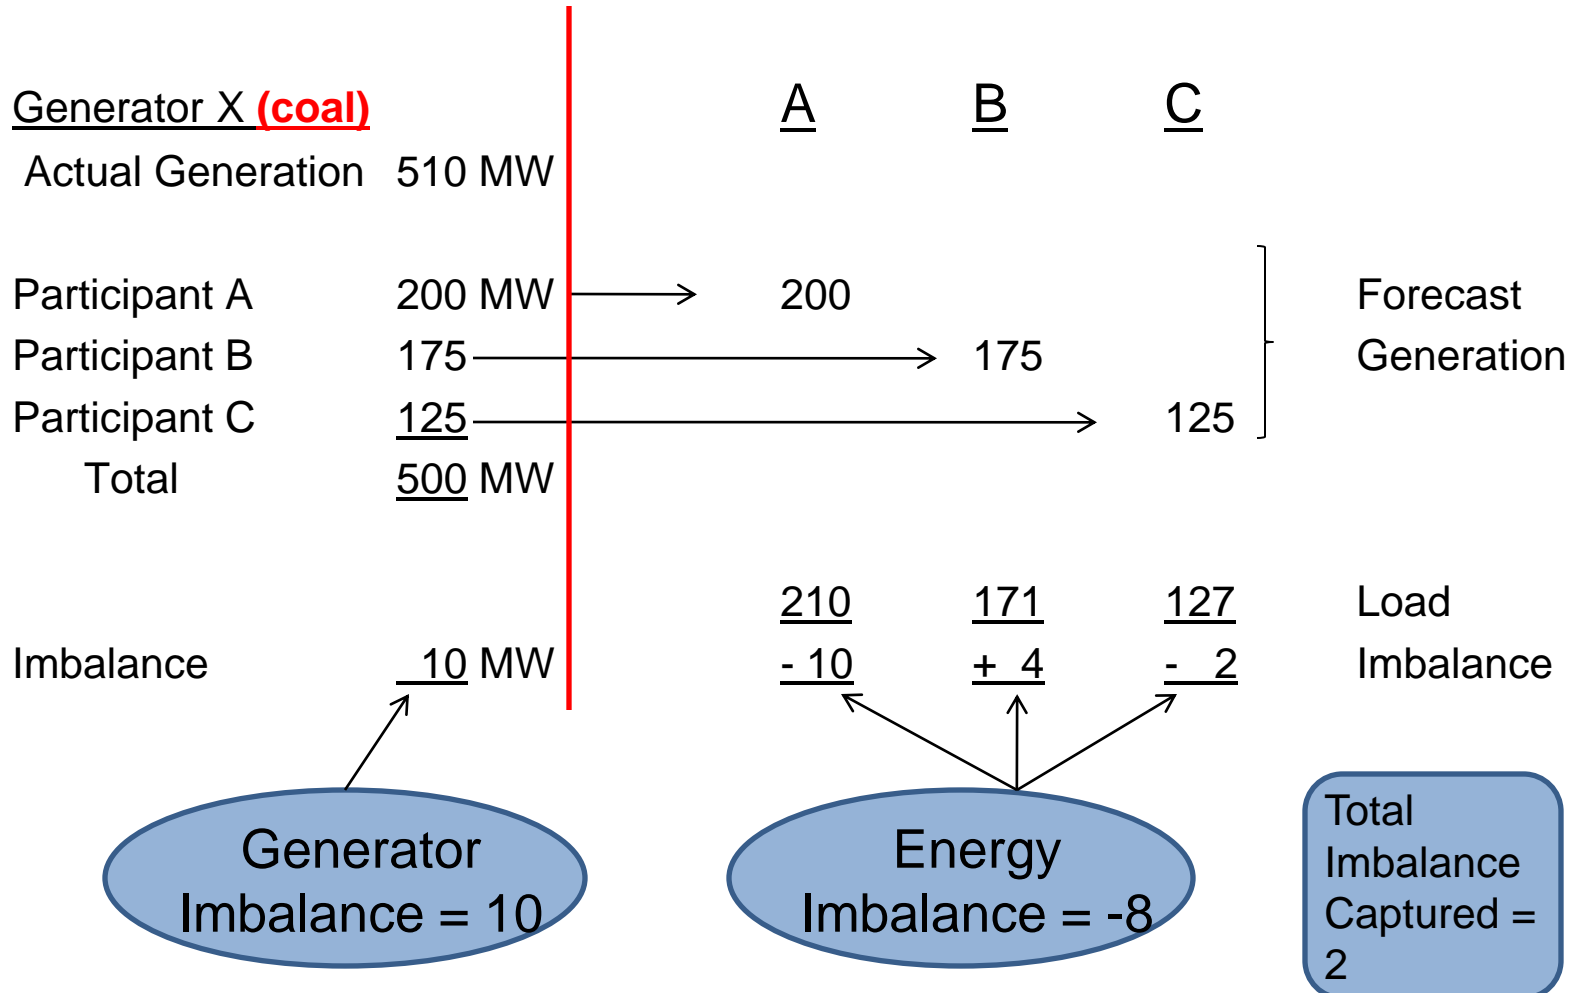 Generator X (coal) A B C
Actual Generation 510 MW
Participant A 200 MW 200 Forecast
Participant B 175 175 Generation
Participant C 125 125
Total 500 MW
210 171 127 Load
Imbalance 10 MW - 10 + 4 - 2 Imbalance
Generator
Imbalance = 10
Energy
Imbalance = -8
Total
Imbalance
Captured =
2